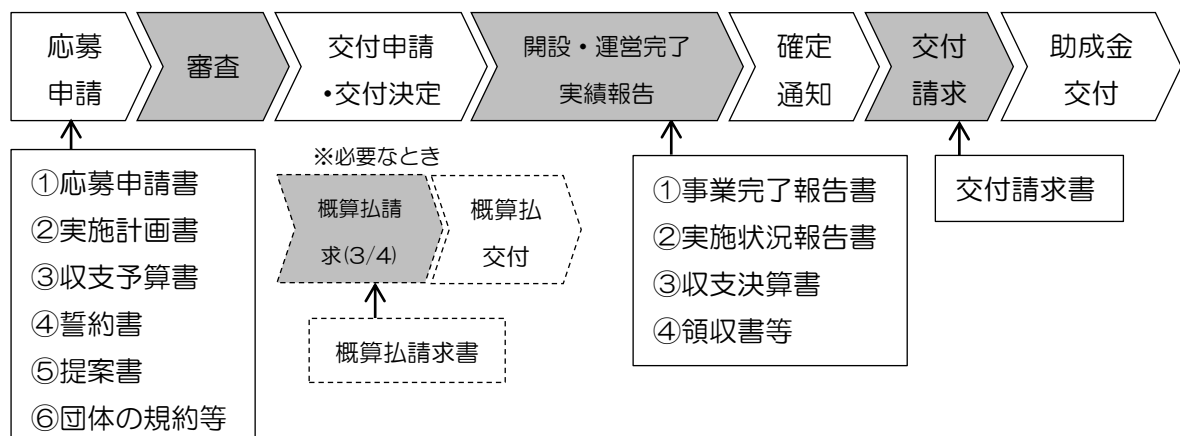 応募
申請
審査
交付申請
・交付決定
開設・運営完了
実績報告
確定
通知
交付
請求
助成金
交付
①応募申請書
②実施計画書
③収支予算書
④誓約書
⑤提案書
⑥団体の規約等
※必要なとき
概算払請
求(3/4)
概算払
交付
概算払請求書
①事業完了報告書
②実施状況報告書
③収支決算書
④領収書等
交付請求書